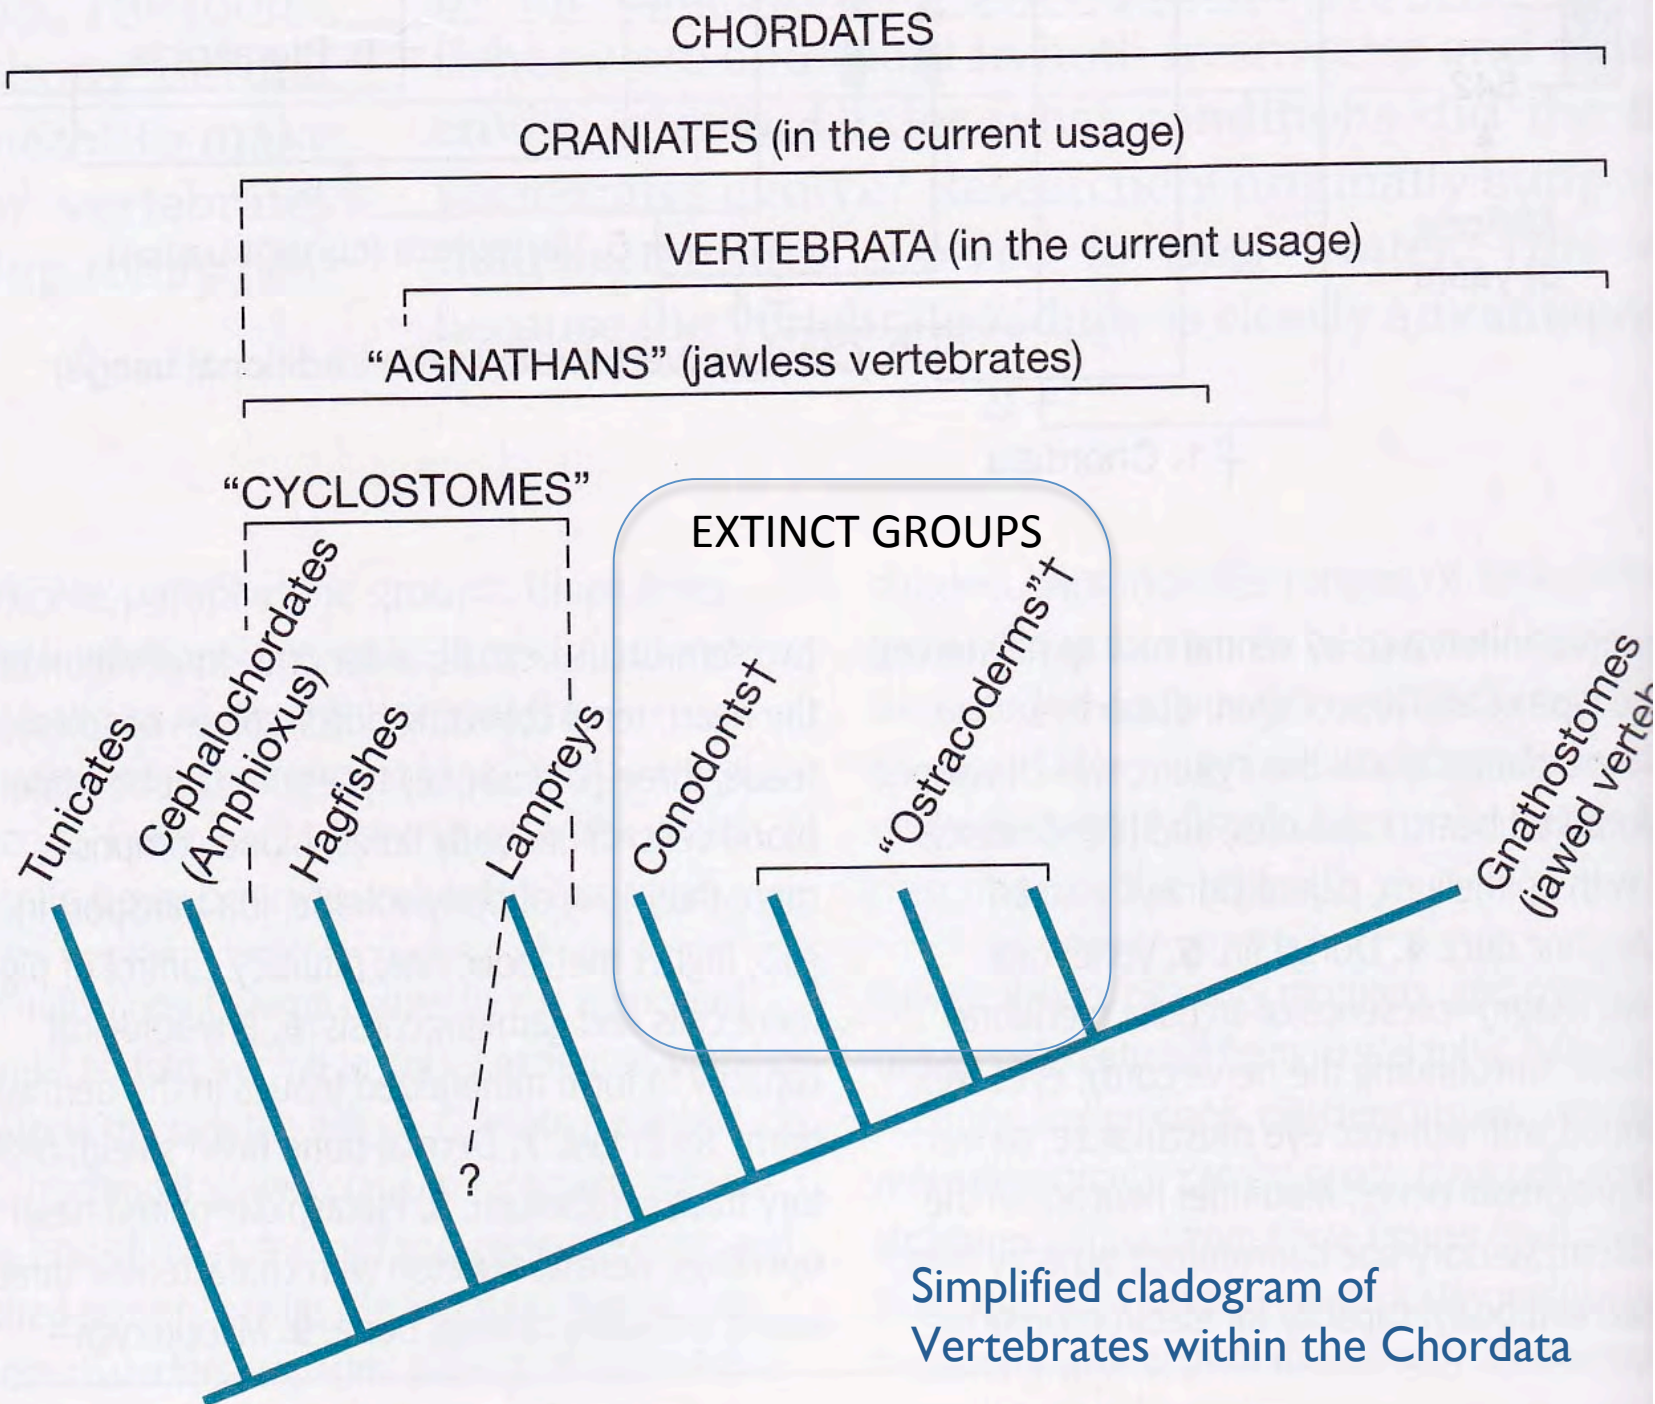 CHORDATES
CRANIATES (in the current usage)
VERTEBRATA (in the current usage)
“AGNATHANS” (jawless vertebrates)
“CYCLOSTOMES”
EXTINCT GROUPS
Tunicates
Cephalochordates
(Amphioxus)
Hagfishes
Lampreys
Conodonts†
“Ostracoderms”†
Gnathostomes
(jawed verteb
?
Simplified cladogram of
Vertebrates within the Chordata